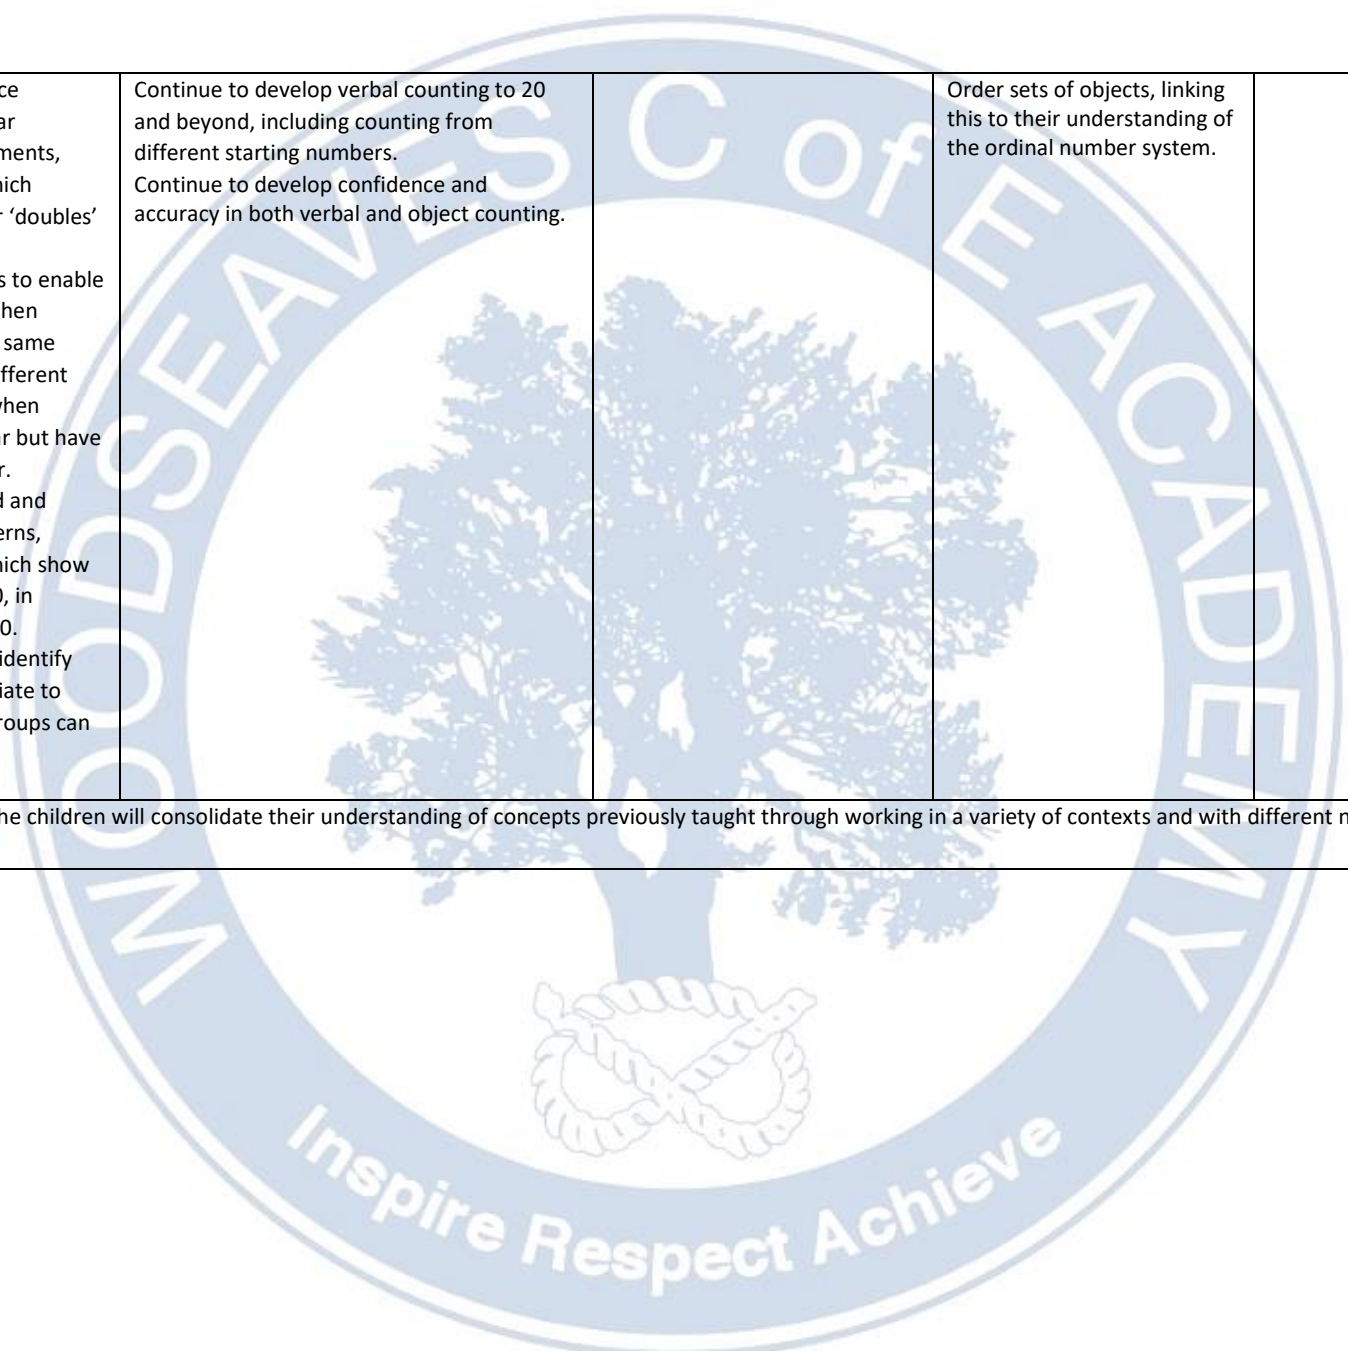 ce
ar
ments,
hich
r ‘doubles’
s to enable
hen
same
ifferent
when
ar but have
r.
d and
erns,
hich show
0, in
0.
identify
iate to
roups can
Continue to develop verbal counting to 20
and beyond, including counting from
different starting numbers.
Continue to develop confidence and
accuracy in both verbal and object counting.
Order sets of objects, linking
this to their understanding of
the ordinal number system.
he children will consolidate their understanding of concepts previously taught through working in a variety of contexts and with different n
WOODSEAVES C of E ACADEMY
Inspire Respect Achieve